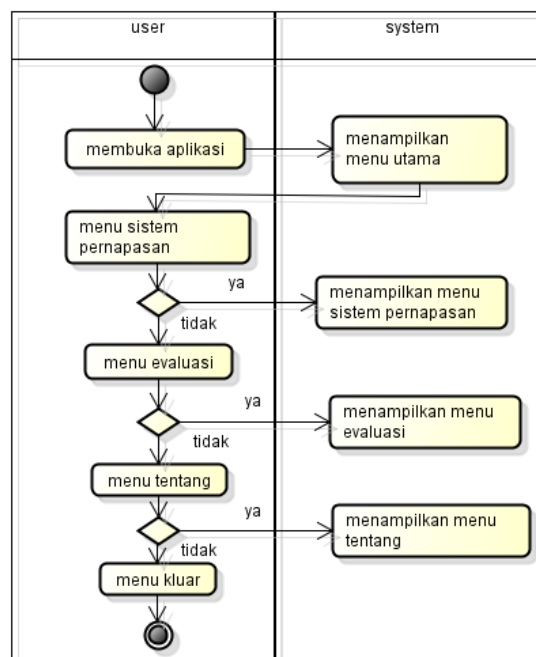 user
system
membuka aplikasi
menampilkan
menu utama
menu sistem
pernapasan
ya
menampilkan menu
sistem pernapasan
tidak
menu evaluasi
ya
menampilkan menu
evaluasi
tidak
menu tentang
ya
menampilkan menu
tentang
tidak
menu kluar